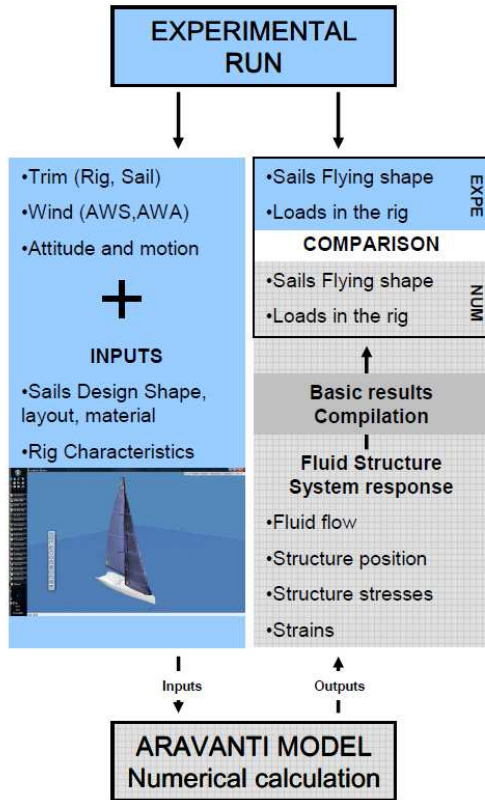 EXPERIMENTAL
RUN
•Trim (Rig, Sail)
•Wind (AWS,AWA)
•Attitude and motion
+
INPUTS
•Sails Design Shape,
layout, material
•Rig Characteristics
•Sails Flying shape
•Loads in the rig
EXPE
COMPARISON
•Sails Flying shape
•Loads in the rig
NUM
Basic results
Compilation
Fluid Structure
System response
•Fluid flow
•Structure position
•Structure stresses
•Strains
Inputs
Outputs
ARAVANTI MODEL
Numerical calculation